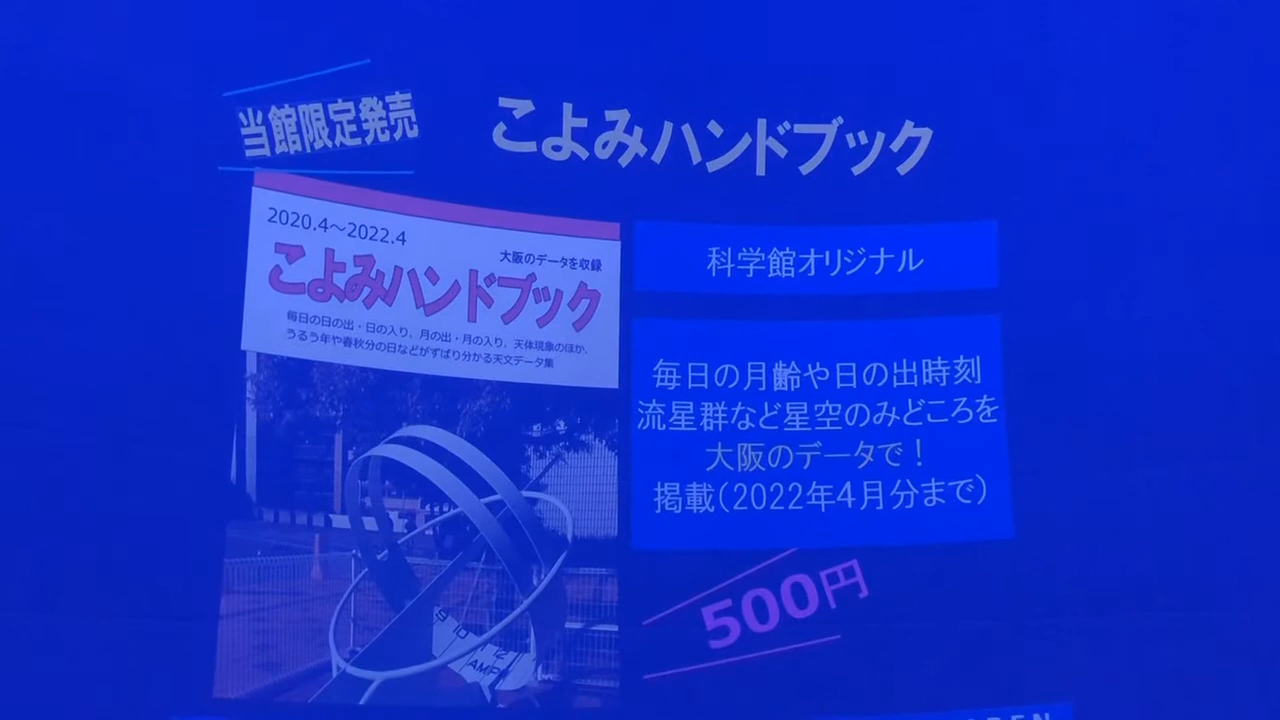 当館限定発売
こよみハンドブック
2020.4～2022.4
大阪のデータを収録
こよみハンドブック
毎日の日の出・日の入り、月の出・月の入り、天体現象のほか、
うるう年や春秋分の日などがずばり分かる天文データ集
科学館オリジナル
毎日の月齢や日の出時刻
流星群など星空のみどころを
大阪のデータで！
掲載(2022年4月分まで)
500円
9 10 11 12
AM